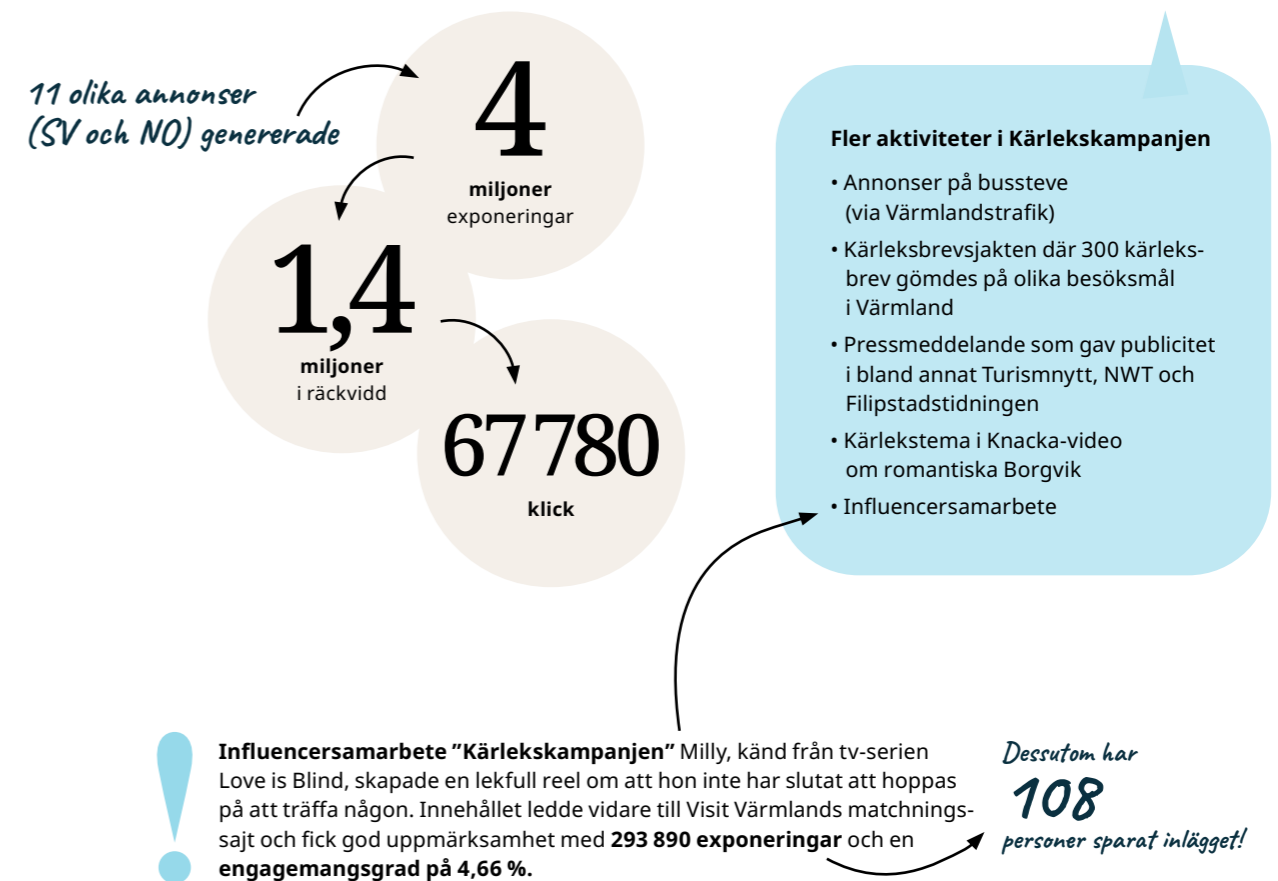 11 olika annonser
(SV och NO) genererade
4
miljoner
exponeringar
1,4
miljoner
i räckvidd
67 780
klick
Fler aktiviteter i Kärlekskampanjen
• Annonser på bussteve
(via Värmlandstrafik)
• Kärleksbrevsjakten där 300 kärleks-
brev gömdes på olika besöksmål
i Värmland
• Pressmeddelande som gav publicitet
i bland annat Turismnytt, NWT och
Filipstadstidningen
• Kärlekstema i Knacka-video
om romantiska Borgvik
• Influencersamarbete
Influencersamarbete ”Kärlekskampanjen” Milly, känd från tv-serien
Love is Blind, skapade en lekfull reel om att hon inte har slutat att hoppas
på att träffa någon. Innehållet ledde vidare till Visit Värmlands matchnings-
sajt och fick god uppmärksamhet med 293 890 exponeringar och en
engagemangsgrad på 4,66 %.
Dessutom har
108
personer sparat inlägget!